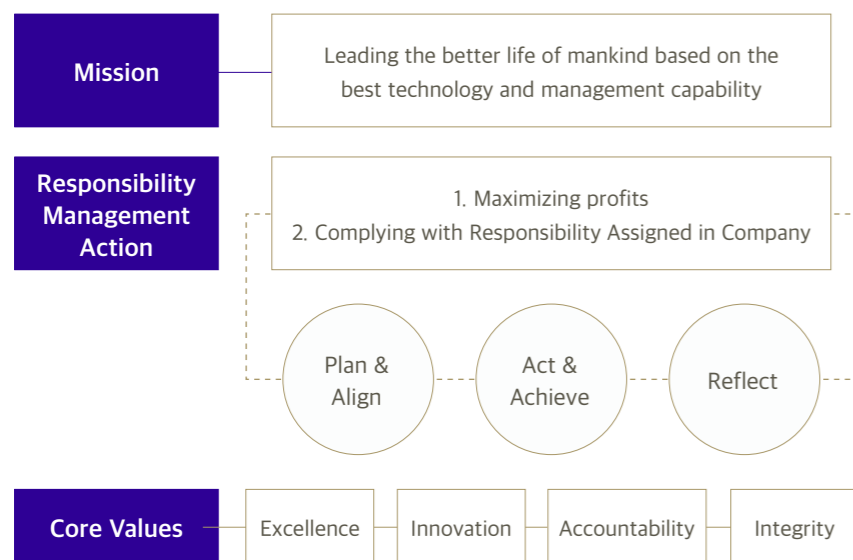 Mission
Leading the better life of mankind based on the
best technology and management capability
Responsibility
Management
Action
1. Maximizing profits
2. Complying with Responsibility Assigned in Company
Plan &
Align
Act &
Achieve
Reflect
Core Values
Excellence
Innovation
Accountability
Integrity